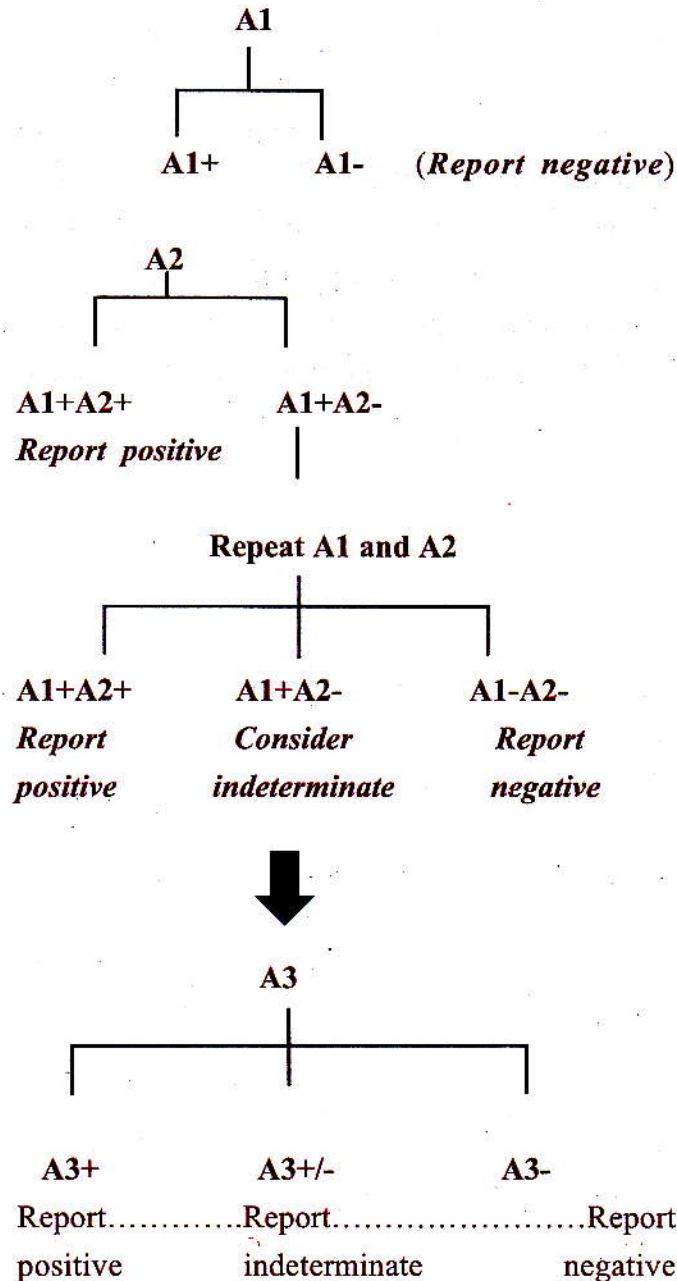 A1
A1+ A1- (Report negative)
A2
A1+A2+ A1+A2-
Report positive
Repeat A1 and A2
A1+A2+ A1+A2- A1-A2-
Report Consider Report
positive indeterminate negative
A3
A3+ A3+/- A3-
Report............Report.......................Report
positive indeterminate negative